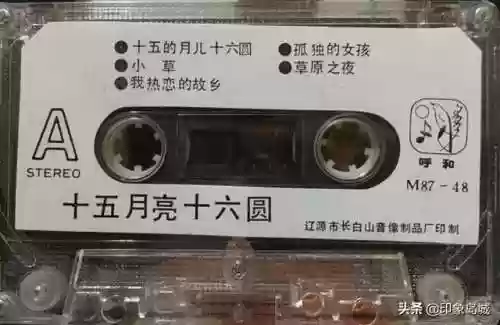 ●十五的月儿十六圆
●小草
●我热恋的故乡
●孤独的女孩
●草原之夜
A
STEREO
呼和
M87-48
十五月亮十六圆
辽源市长白山音像制品厂印制
头条 @印象岛城